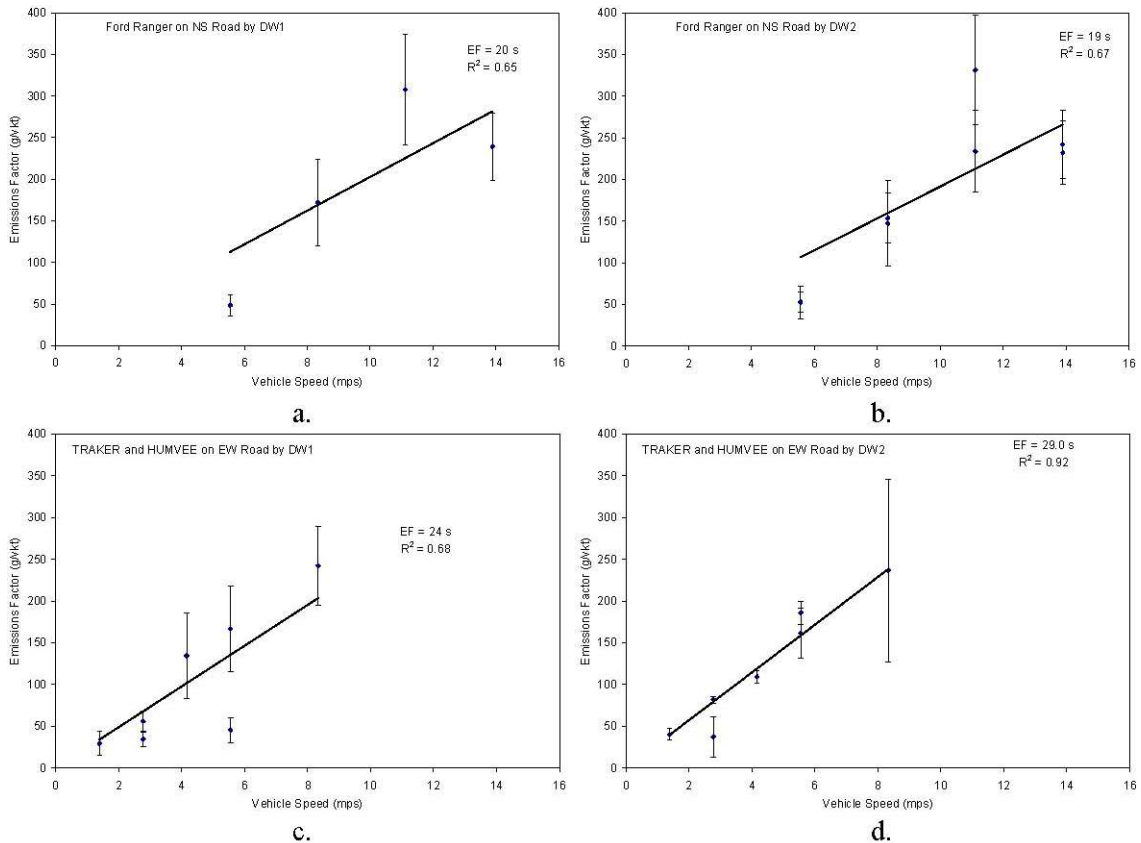 Ford Ranger on NS Road by DW1
EF = 20 s
R² = 0.65
400
350
300
250
200
150
100
50
0
Emissions Factor (g/vkt)
0 2 4 6 8 10 12 14 16
Vehicle Speed (mps)
a.
Ford Ranger on NS Road by DW2
EF = 19 s
R² = 0.67
400
350
300
250
200
150
100
50
0
Emissions Factor (g/vkt)
0 2 4 6 8 10 12 14 16
Vehicle Speed (mps)
b.
TRAKER and HUMVEE on EW Road by DW1
EF = 24 s
R² = 0.68
400
350
300
250
200
150
100
50
0
Emissions Factor (g/vkt)
0 2 4 6 8 10 12 14 16
Vehicle Speed (mps)
c.
TRAKER and HUMVEE on EW Road by DW2
EF = 29.0 s
R² = 0.92
400
350
300
250
200
150
100
50
0
Emissions Factor (g/vkt)
0 2 4 6 8 10 12 14 16
Vehicle Speed (mps)
d.